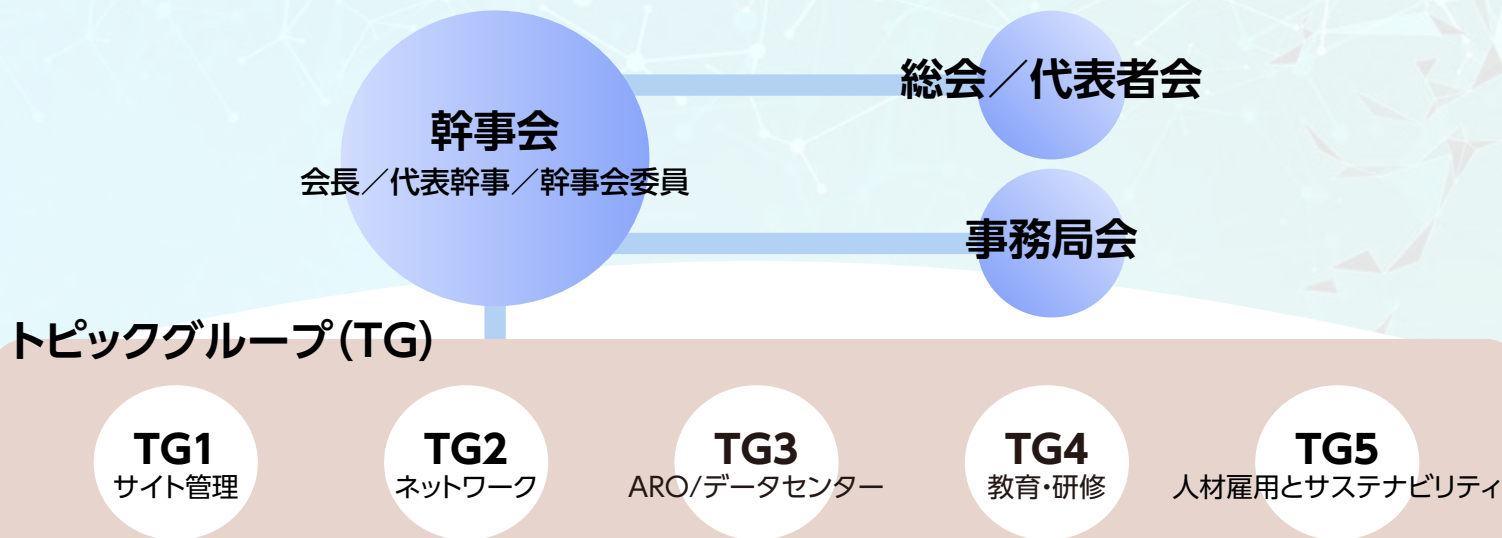 幹事会
会長／代表幹事／幹事会委員
総会／代表者会
事務局会
トピックグループ(TG)
TG1
サイト管理
TG2
ネットワーク
TG3
ARO/データセンター
TG4
教育・研修
TG5
人材雇用とサステナビリティ